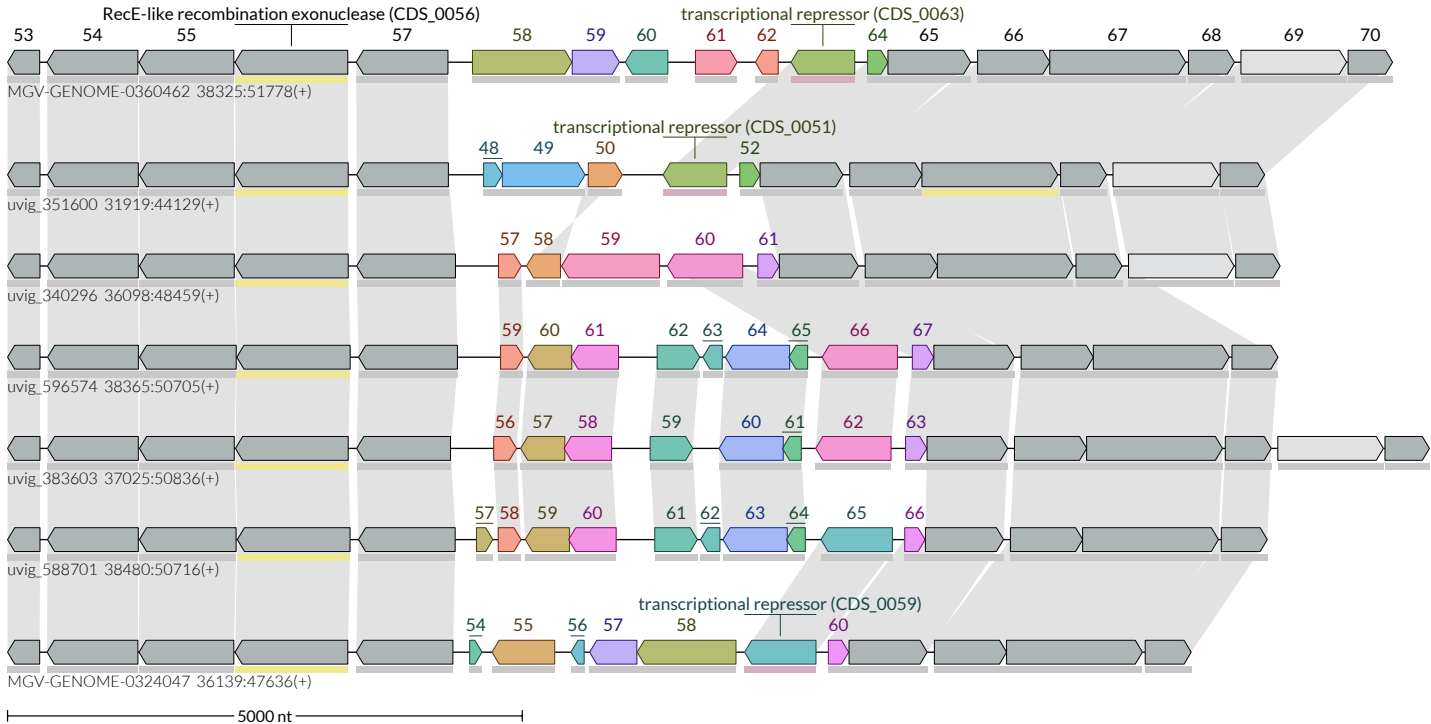 RecE-like recombination exonuclease (CDS_0056) transcriptional repressor (CDS_0063)
53 54 55 57 58 59 60 61 62 64 65 66 67 68 69 70
MGV-GENOME-0360462 38325:51778(+)
transcriptional repressor (CDS_0051)
48 49 50 52
uvig_351600 31919:44129(+)
57 58 59 60 61
uvig_340296 36098:48459(+)
59 60 61 62 63 64 65 66 67
uvig_596574 38365:50705(+)
56 57 58 59 60 61 62 63
uvig_383603 37025:50836(+)
57 58 59 60 61 62 63 64 65 66
uvig_588701 38480:50716(+)
transcriptional repressor (CDS_0059)
54 55 56 57 58 60
MGV-GENOME-0324047 36139:47636(+)
5000 nt